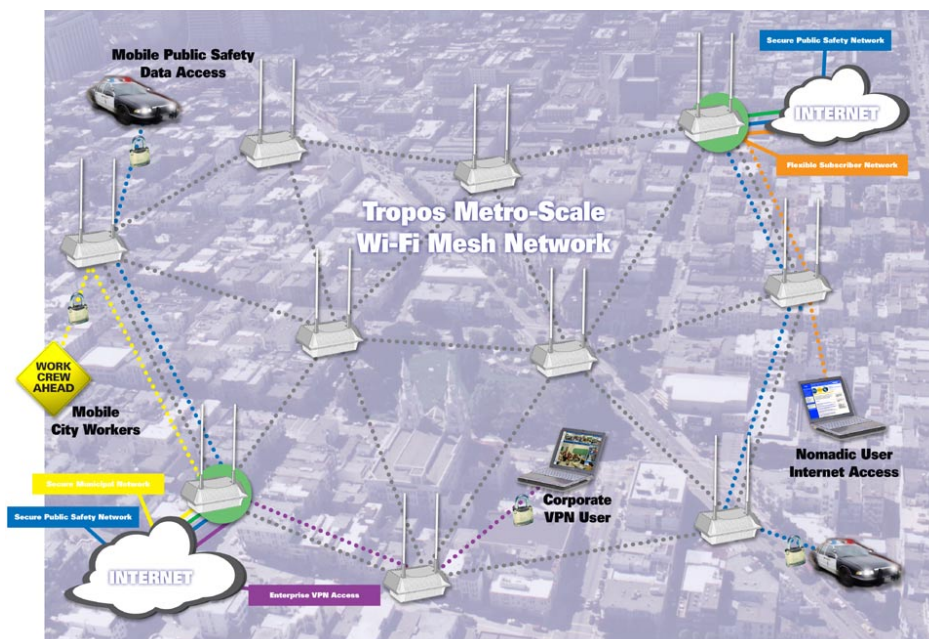 Mobile Public Safety
Data Access
Secure Public Safety Network
INTERNET
Flexible Subscriber Network
Tropos Metro-Scale
Wi-Fi Mesh Network
WORK
CREW
AHEAD
Mobile
City Workers
Nomadic User
Internet Access
Secure Municipal Network
Corporate
VPN User
Secure Public Safety Network
INTERNET
Enterprise VPN Access